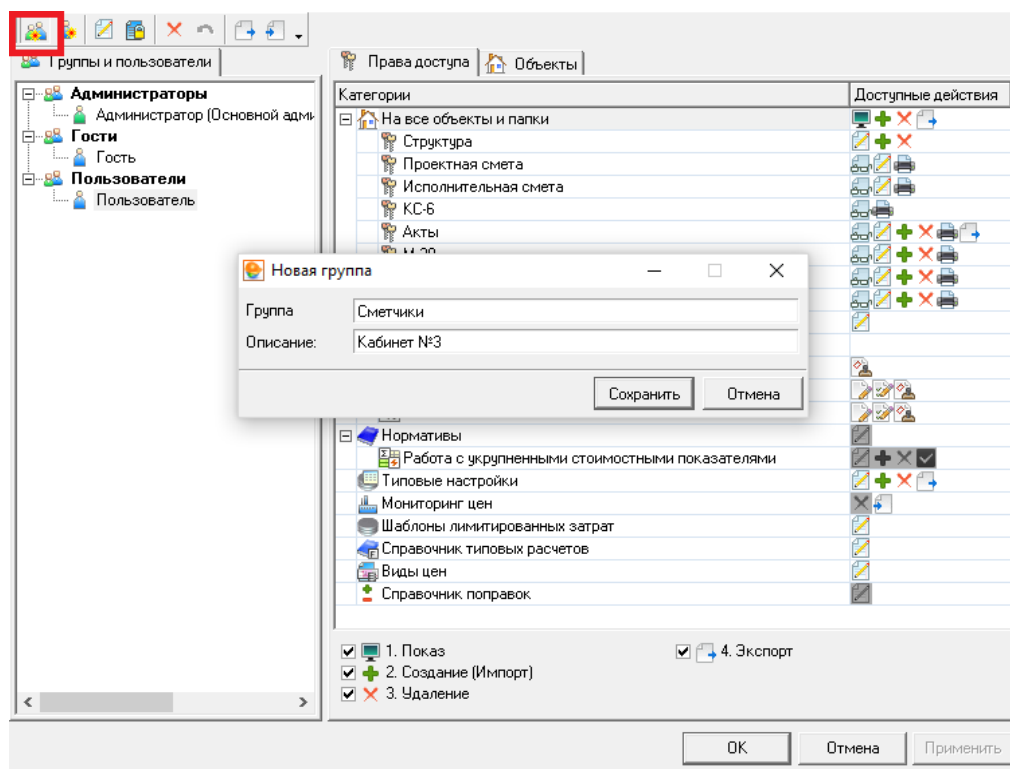 Группы и пользователи
Права доступа
Объекты
Администраторы
Администратор (Основной адми
Гости
Гость
Пользователи
Пользователь
Категории
Доступные действия
На все объекты и папки
Структура
Проектная смета
Исполнительная смета
КС-6
Акты
Новая группа
Группа
Сметчики
Описание:
Кабинет №3
Сохранить
Отмена
Нормативы
Работа с укрупненными стоимостными показателями
Типовые настройки
Мониторинг цен
Шаблоны лимитированных затрат
Справочник типовых расчетов
Виды цен
Справочник поправок
1. Показ
4. Экспорт
2. Создание (Импорт)
3. Удаление
OK
Отмена
Применить